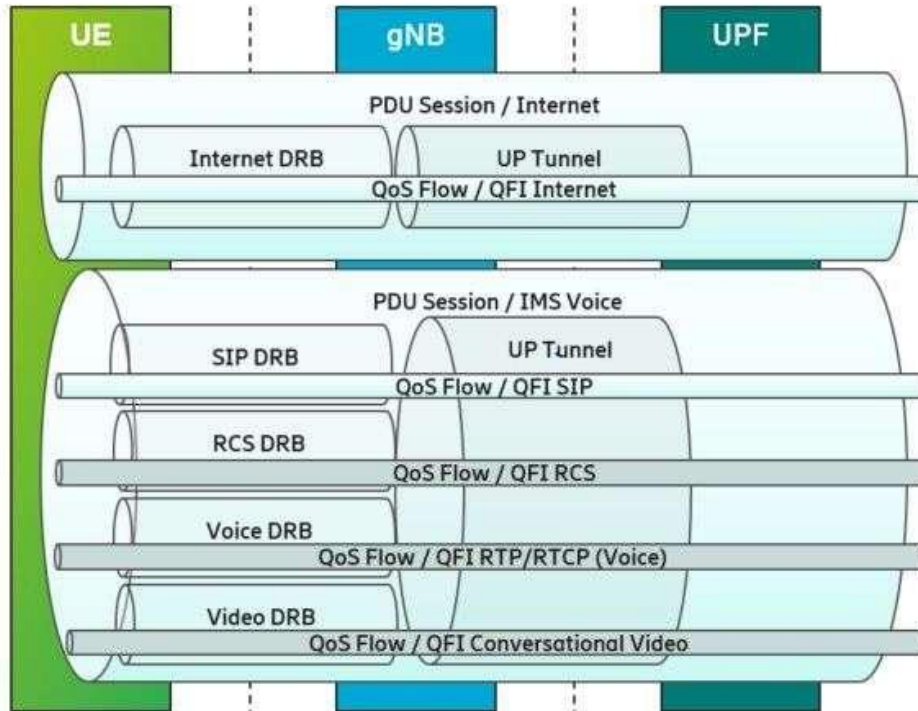 UE gNB UPF
PDU Session / Internet
Internet DRB UP Tunnel
QoS Flow / QFI Internet
PDU Session / IMS Voice
SIP DRB UP Tunnel
QoS Flow / QFI SIP
RCS DRB
QoS Flow / QFI RCS
Voice DRB
QoS Flow / QFI RTP/RTCP (Voice)
Video DRB
QoS Flow / QFI Conversational Video